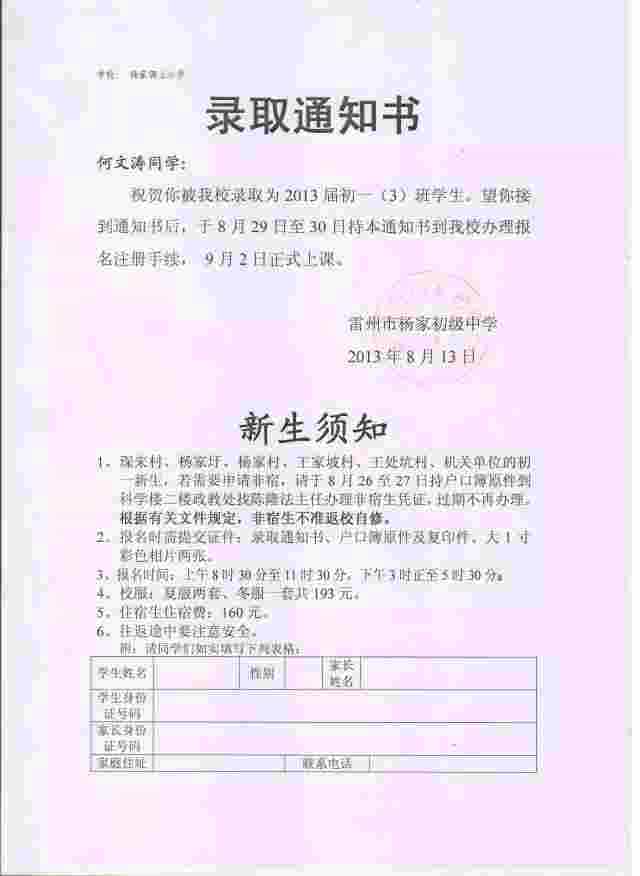 学校：
录取通知书
何文涛同学：
祝贺你被我校录取为 2013 届初一（3）班学生。望你接
到通知书后，于 8 月 29 日至 30 日持本通知书到我校办理报
名注册手续， 9 月 2 日正式上课。
雷州市杨家初级中学
2013 年 8 月 13 日
新生须知
1、深宋村、杨家圩、杨家村、王家坡村、王处坑村、机关单位的初
一新生，若需要申请非宿，请于 8 月 26 至 27 日持户口簿原件到
科学楼二楼政教处找陈隆法主任办理非宿生凭证，过期不再办理。
根据有关文件规定，非宿生不准返校自修。
2、报名时需提交证件：录取通知书、户口簿原件及复印件、大 1 寸
彩色相片两张。
3、报名时间：上午 8 时 30 分至 11 时 30 分，下午 3 时正至 5 时 30 分。
4、校服：夏服两套、冬服一套共 193 元。
5、住宿生住宿费：160 元。
6、往返途中要注意安全。
附：请同学们如实填写下列表格：
学生姓名 性别 家长
姓名
学生身份
证号码
家长身份
证号码
家庭住址 联系电话